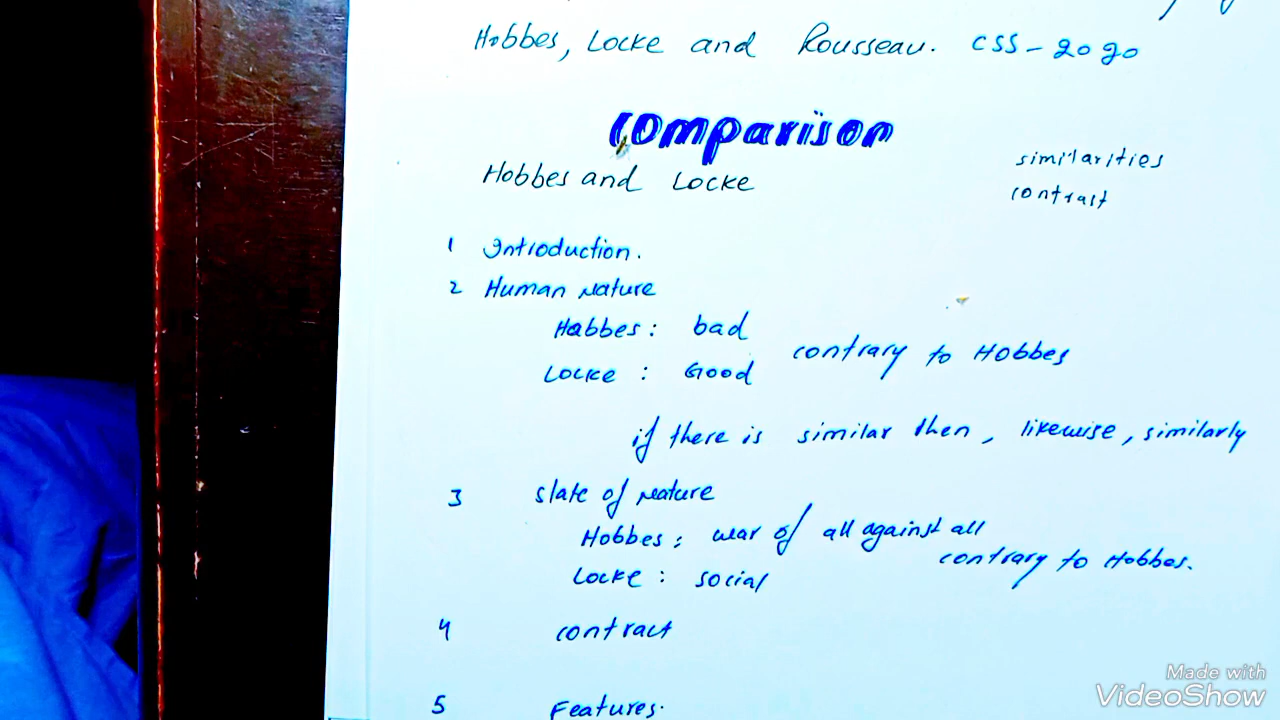 Hobbes, Locke and Rousseau. CSS-2020
comparison
similarities
Hobbes and Locke
contrast
1 Introduction.
2 Human Nature
Hobbes: bad
contrary to Hobbes
Locke : Good
if there is similar then, likewise, similarly
3 State of Nature
Hobbes: war of all against all
contrary to Hobbes.
Locke : social
4 contract
5 Features.
Made with
VideoShow